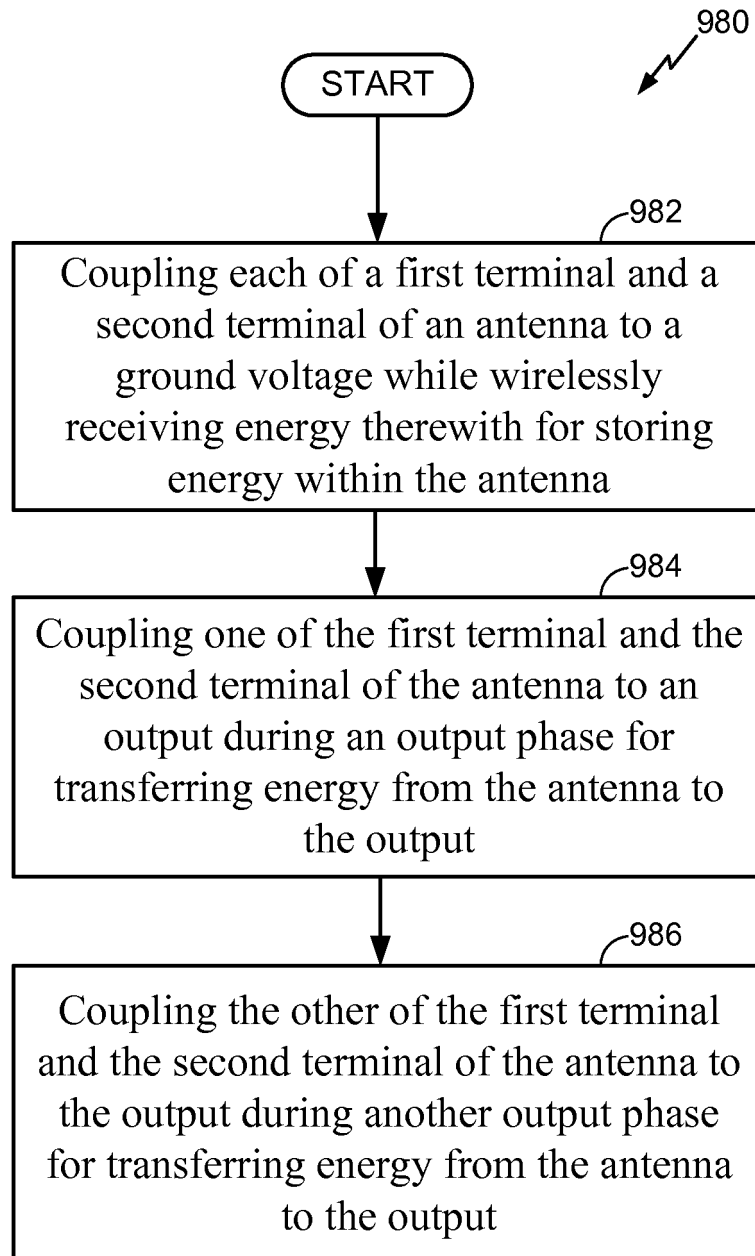 980
START
982
Coupling each of a first terminal and a
second terminal of an antenna to a
ground voltage while wirelessly
receiving energy therewith for storing
energy within the antenna
984
Coupling one of the first terminal and the
second terminal of the antenna to an
output during an output phase for
transferring energy from the antenna to
the output
986
Coupling the other of the first terminal
and the second terminal of the antenna to
the output during another output phase
for transferring energy from the antenna
to the output